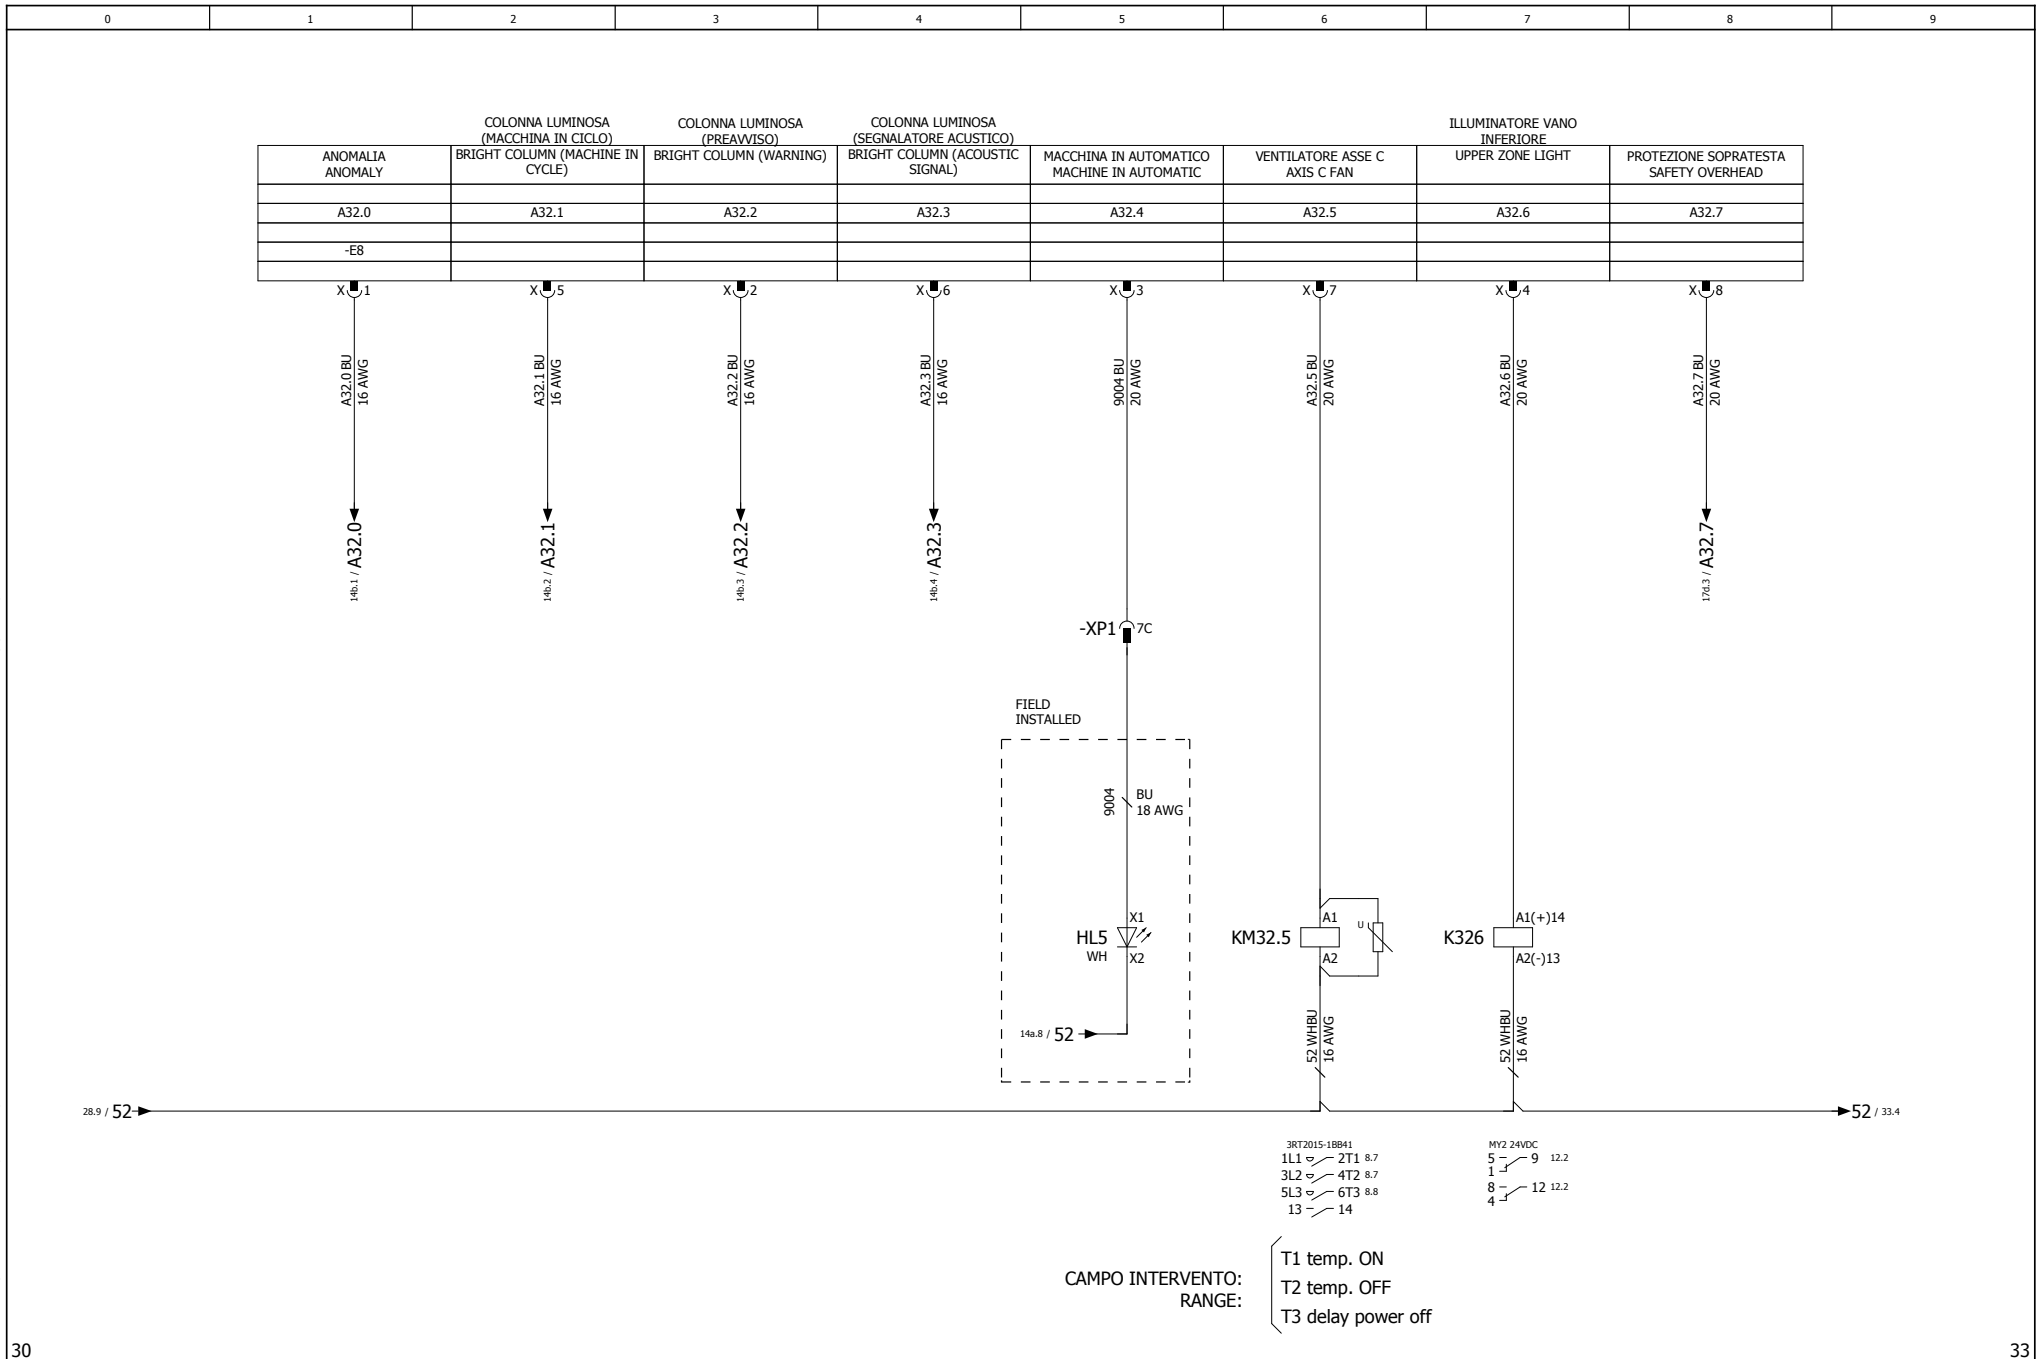 0 1 2 3 4 5 6 7 8 9
COLONNA LUMINOSA
(MACCHINA IN CICLO)
COLONNA LUMINOSA
(PREAVVISO)
COLONNA LUMINOSA
(SEGNALATORE ACUSTICO)
ILLUMINATORE VANO
INFERIORE
ANOMALIA
ANOMALY
BRIGHT COLUMN (MACHINE IN
CYCLE)
BRIGHT COLUMN (WARNING)
BRIGHT COLUMN (ACOUSTIC
SIGNAL)
MACCHINA IN AUTOMATICO
MACHINE IN AUTOMATIC
VENTILATORE ASSE C
AXIS C FAN
UPPER ZONE LIGHT
PROTEZIONE SOPRATESTA
SAFETY OVERHEAD
A32.0 A32.1 A32.2 A32.3 A32.4 A32.5 A32.6 A32.7
-E8
X 1 X 5 X 2 X 6 X 3 X 7 X 4 X 8
A32.0 BU
16 AWG
A32.1 BU
16 AWG
A32.2 BU
16 AWG
A32.3 BU
16 AWG
9004 BU
20 AWG
A32.5 BU
20 AWG
A32.6 BU
20 AWG
A32.7 BU
20 AWG
14b.1 / A32.0
14b.2 / A32.1
14b.3 / A32.2
14b.4 / A32.3
17d.3 / A32.7
-XP1 7C
FIELD
INSTALLED
9004
BU
18 AWG
X1
HL5
WH
X2
A1
KM32.5
U
A2
A1(+)14
K326
A2(-)13
14a.8 / 52
52 WHBU
16 AWG
52 WHBU
16 AWG
28.9 / 52
52 / 33.4
3RT2015-1BB41
1L1 2T1 8.7
3L2 4T2 8.7
5L3 6T3 8.8
13 14
MY2 24VDC
5 9 12.2
1
8 12 12.2
4
CAMPO INTERVENTO:
RANGE:
T1 temp. ON
T2 temp. OFF
T3 delay power off
30
33